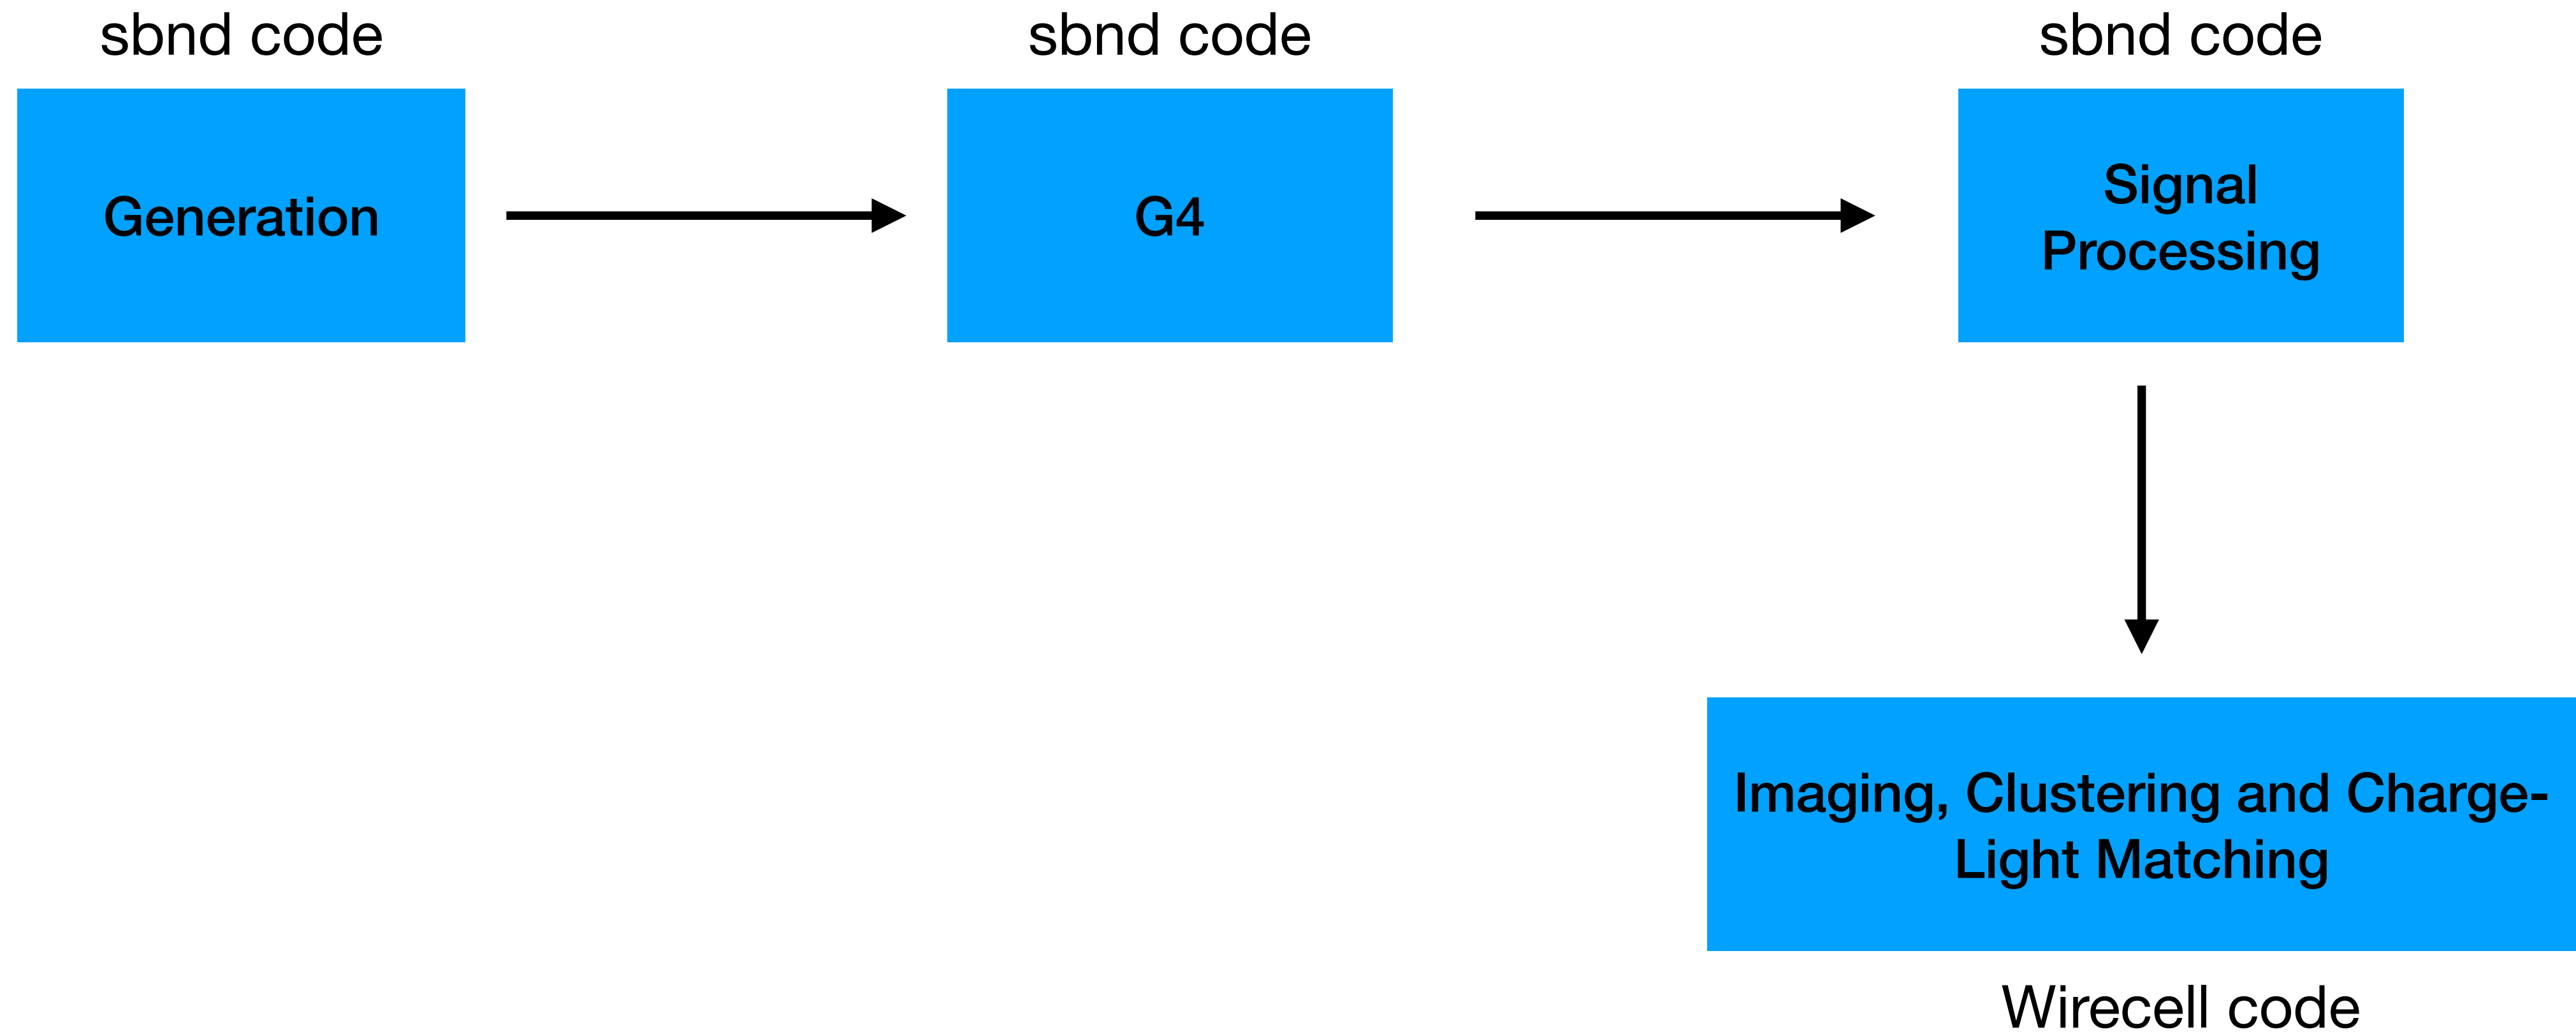 sbnd code
sbnd code
sbnd code
Generation
G4
Signal
Processing
Imaging, Clustering and Charge-
Light Matching
Wirecell code